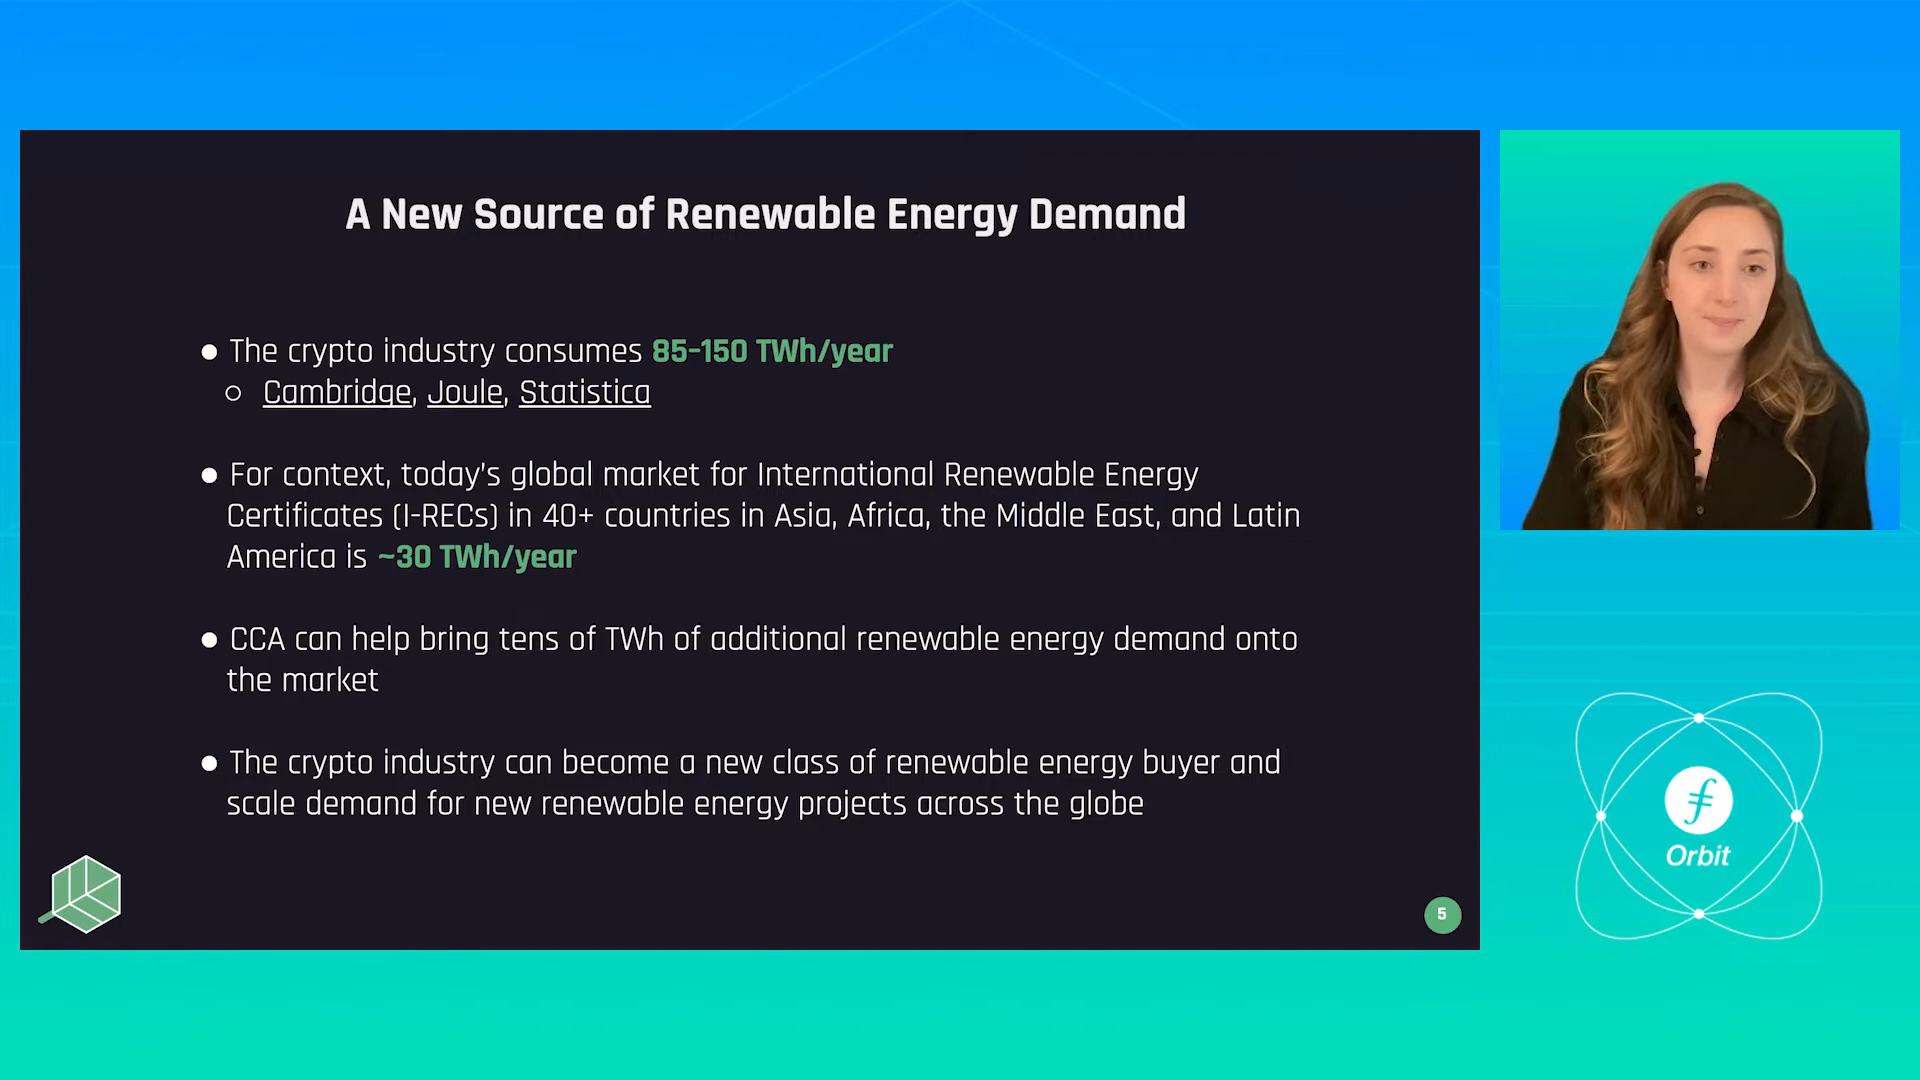 A New Source of Renewable Energy Demand
● The crypto industry consumes 85-150 TWh/year
○ Cambridge, Joule, Statistica
● For context, today's global market for International Renewable Energy
Certificates (I-RECs) in 40+ countries in Asia, Africa, the Middle East, and Latin
America is ~30 TWh/year
● CCA can help bring tens of TWh of additional renewable energy demand onto
the market
● The crypto industry can become a new class of renewable energy buyer and
scale demand for new renewable energy projects across the globe
5
Orbit